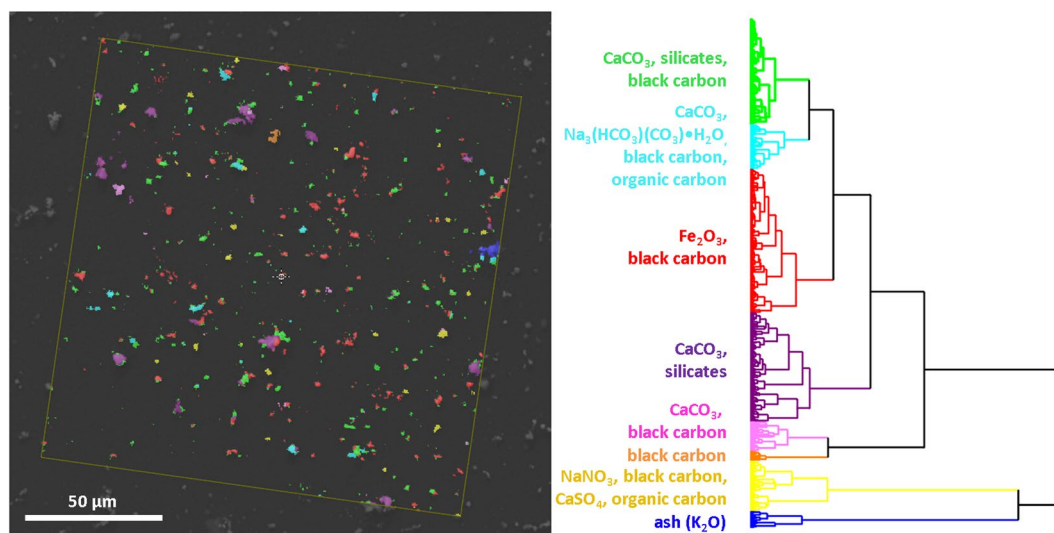 CaCO₃, silicates,
black carbon
CaCO₃,
Na₃(HCO₃)(CO₃)•H₂O,
black carbon,
organic carbon
Fe₂O₃,
black carbon
CaCO₃,
silicates
CaCO₃,
black carbon
black carbon
NaNO₃, black carbon,
CaSO₄, organic carbon
ash (K₂O)
50 µm